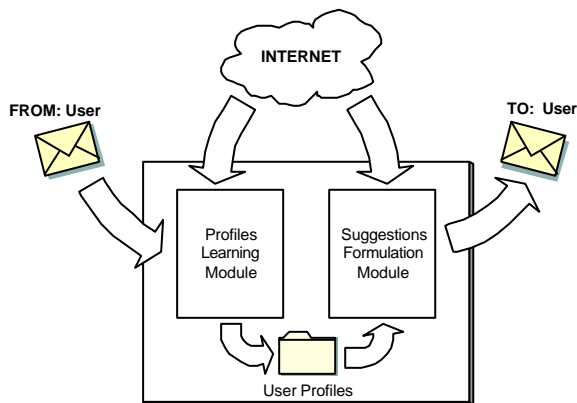 INTERNET
FROM: User
TO: User
Profiles
Learning
Module
Suggestions
Formulation
Module
User Profiles